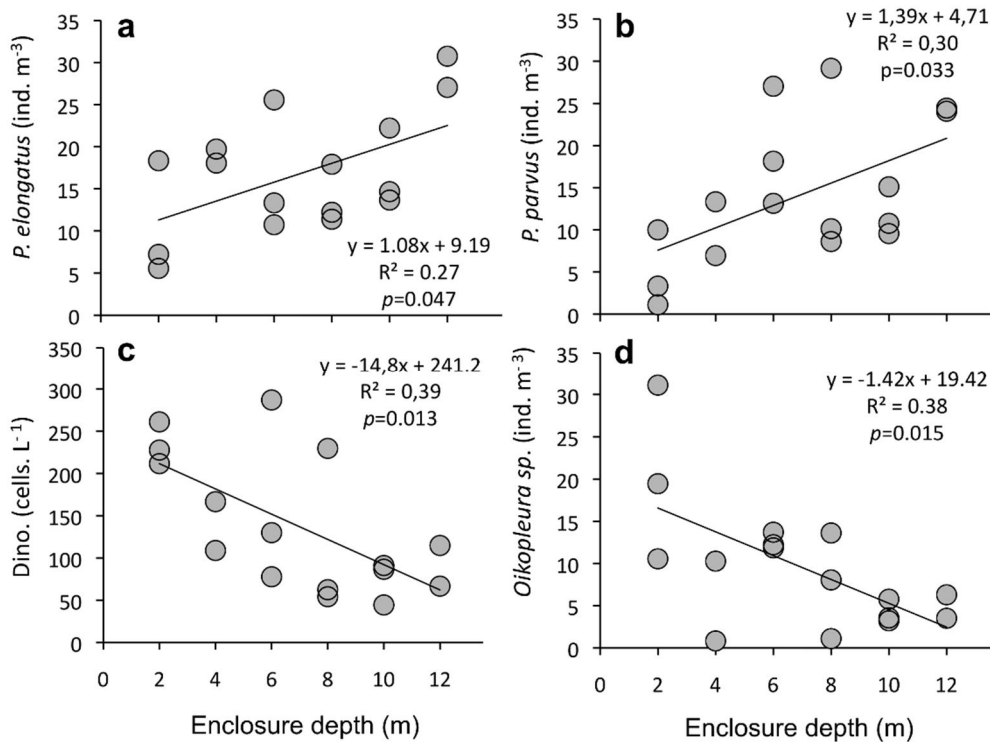 a
35
30
25
20
15
10
5
0
P. elongatus (ind. m⁻³)
y = 1.08x + 9.19
R² = 0.27
p=0.047
b
35
30
25
20
15
10
5
0
P. parvus (ind. m⁻³)
y = 1,39x + 4,71
R² = 0,30
p=0.033
c
350
300
250
200
150
100
50
0
Dino. (cells. L⁻¹)
y = -14,8x + 241.2
R² = 0,39
p=0.013
0 2 4 6 8 10 12
Enclosure depth (m)
d
35
30
25
20
15
10
5
0
Oikopleura sp. (ind. m⁻³)
y = -1.42x + 19.42
R² = 0.38
p=0.015
0 2 4 6 8 10 12
Enclosure depth (m)